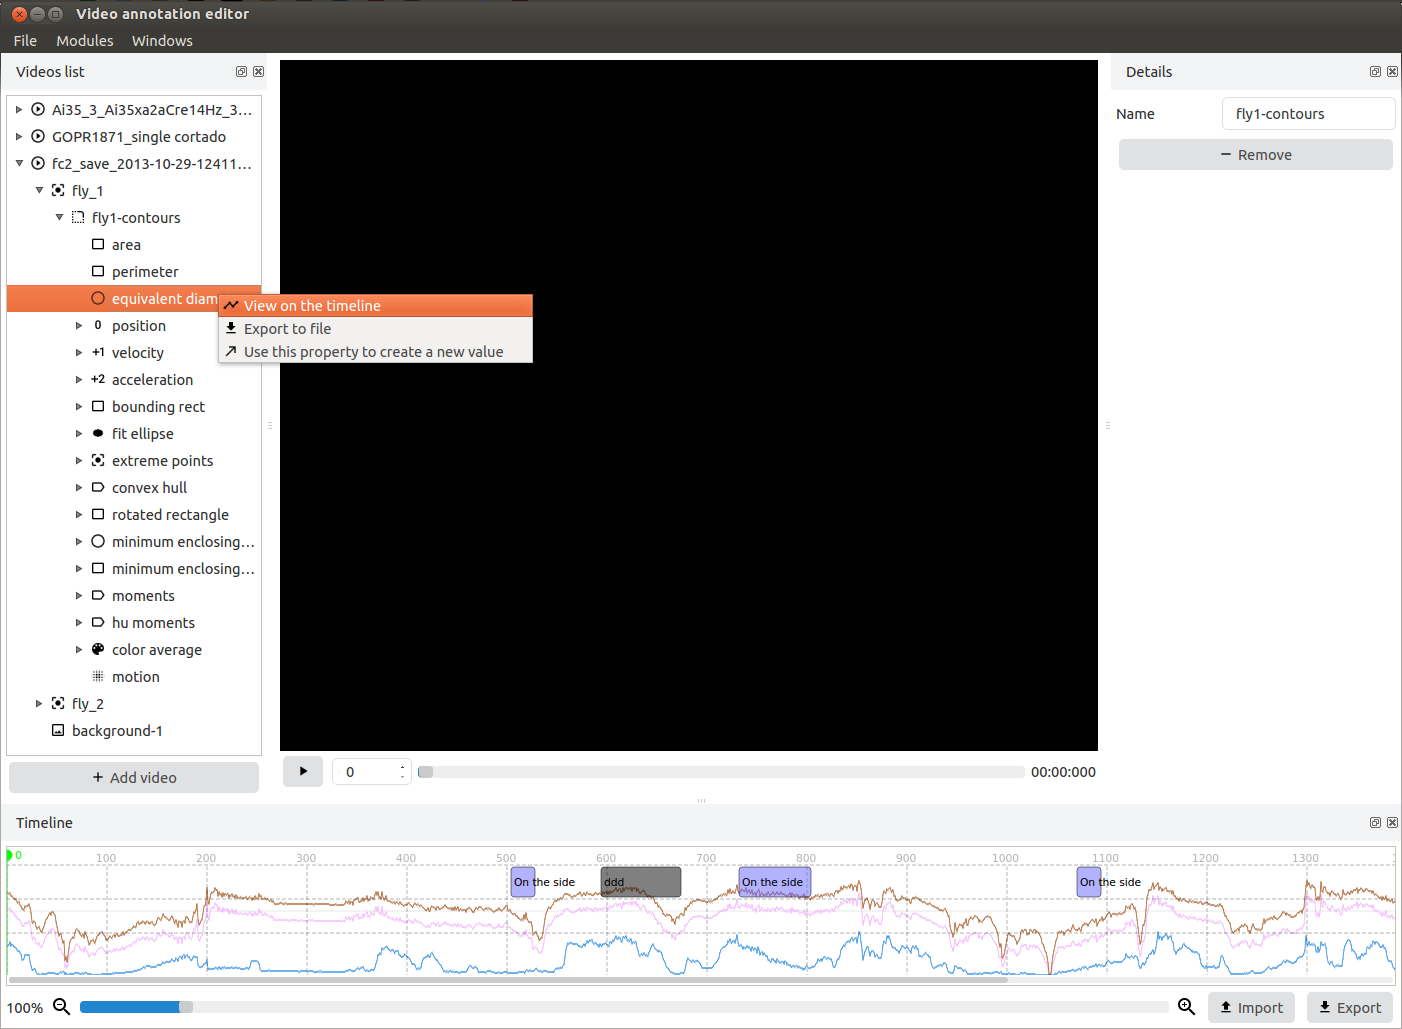 Video annotation editor
File Modules Windows
Videos list
Ai35_3_Ai35xa2aCre14Hz_3...
GOPR1871_single cortado
fc2_save_2013-10-29-12411...
fly_1
fly1-contours
area
perimeter
equivalent diam
position
velocity
acceleration
bounding rect
fit ellipse
extreme points
convex hull
rotated rectangle
minimum enclosing...
minimum enclosing...
moments
hu moments
color average
motion
fly_2
background-1
+ Add video
View on the timeline
Export to file
Use this property to create a new value
0
00:00:000
Details
Name fly1-contours
Remove
Timeline
0 100 200 300 400 500 600 700 800 900 1000 1100 1200 1300
On the side ddd On the side On the side
100%
Import Export